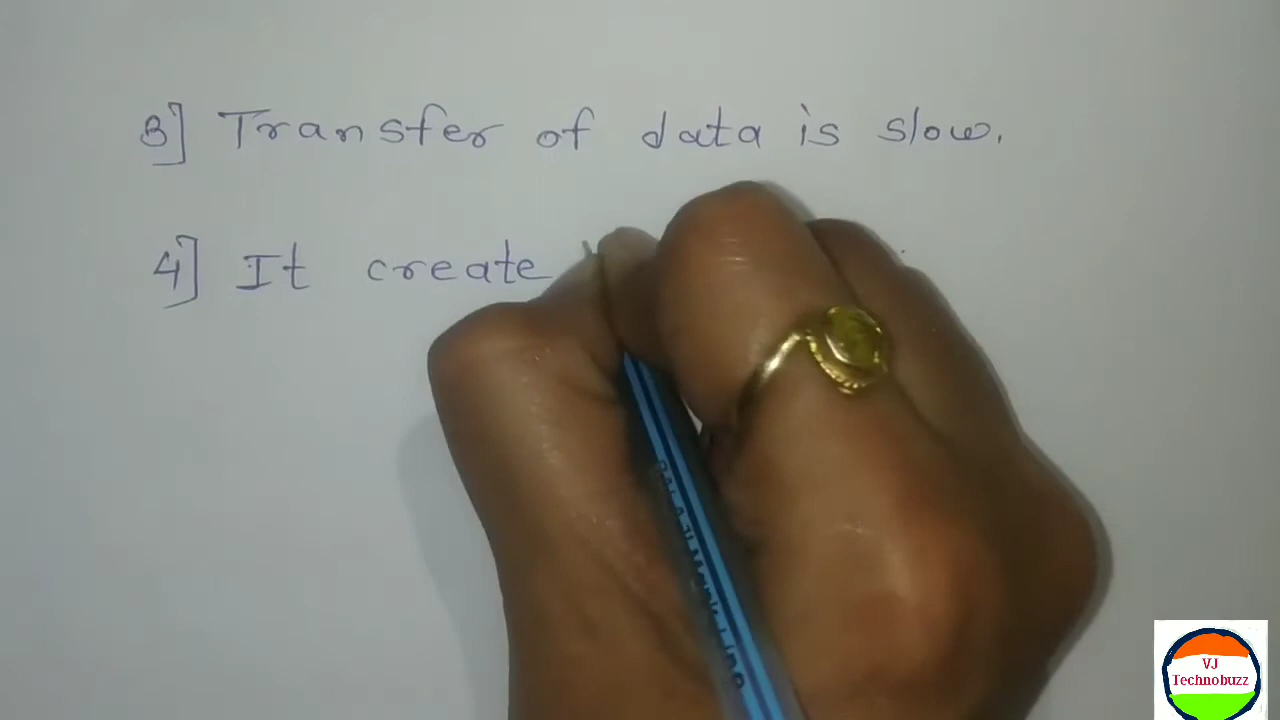 3] Transfer of data is slow.
4] It create
VJ
Technobuzz